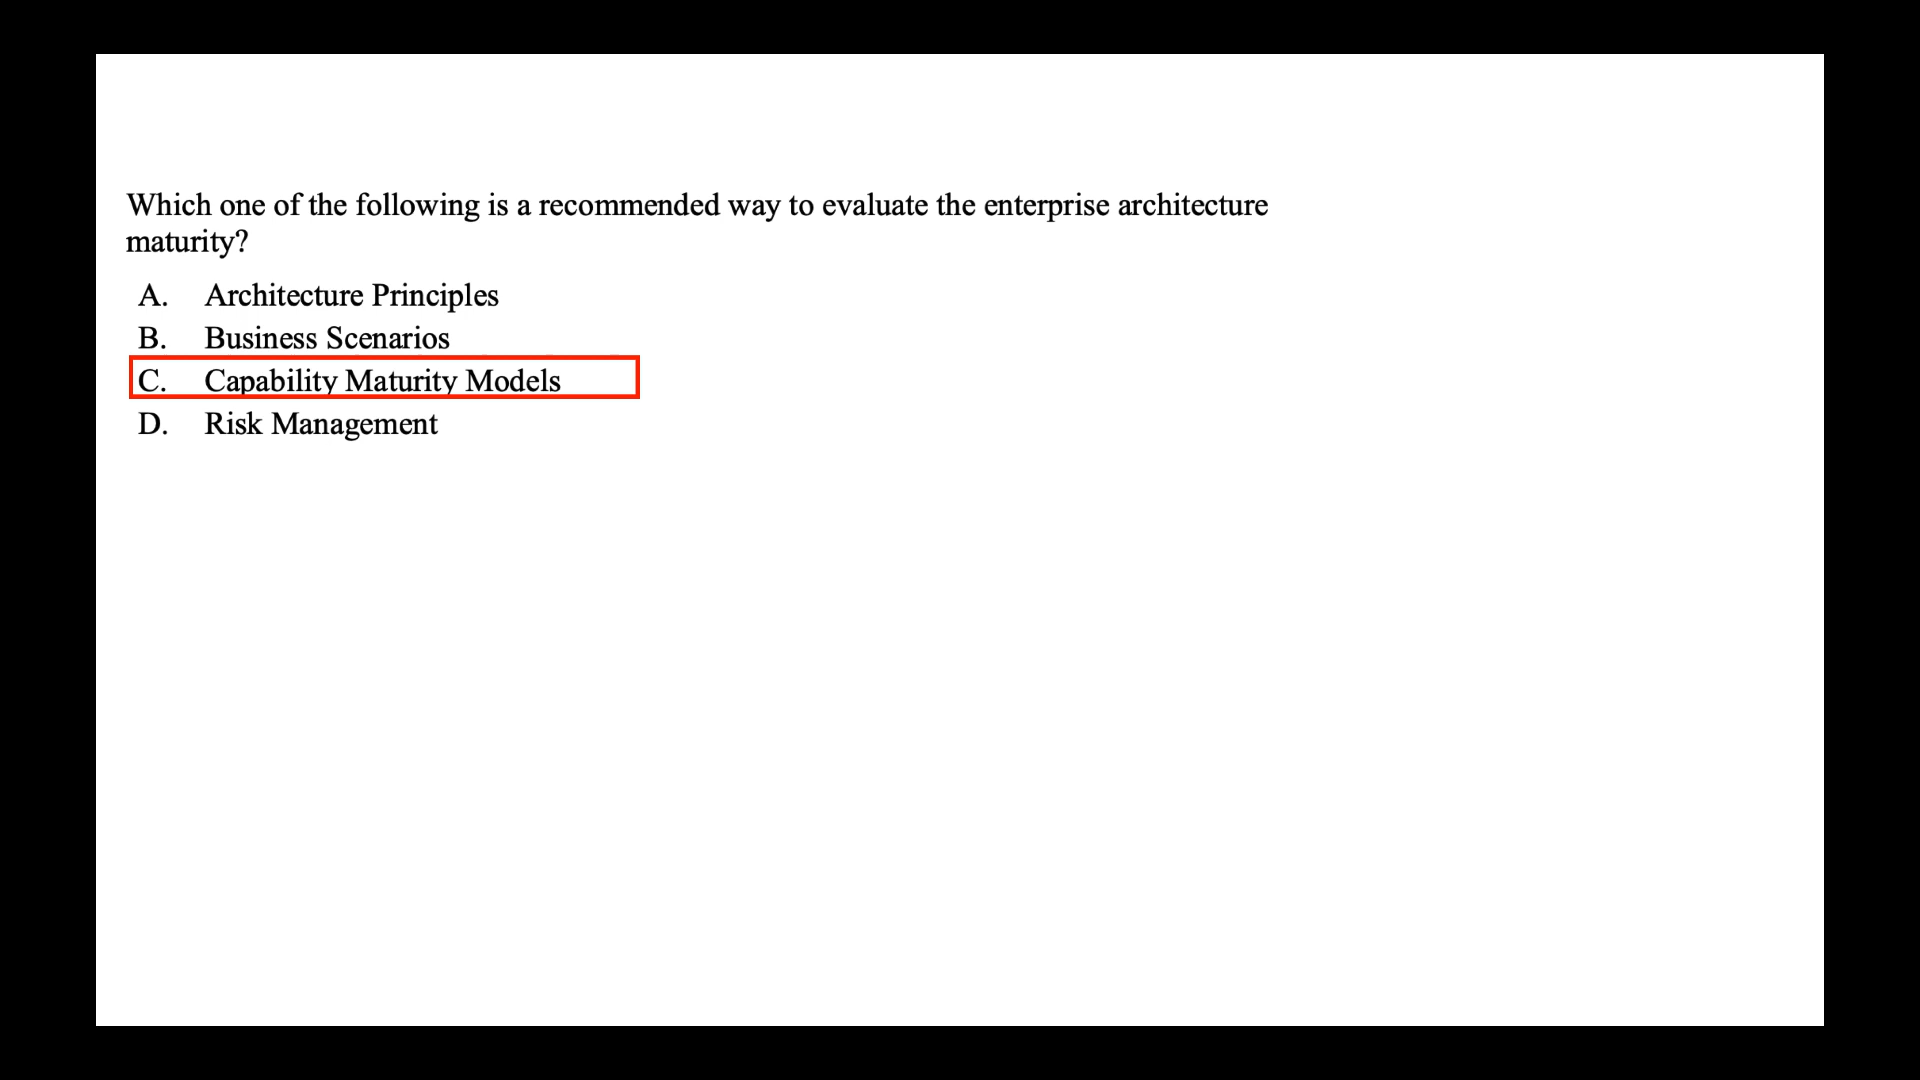 Which one of the following is a recommended way to evaluate the enterprise architecture
maturity?
A. Architecture Principles
B. Business Scenarios
C. Capability Maturity Models
D. Risk Management